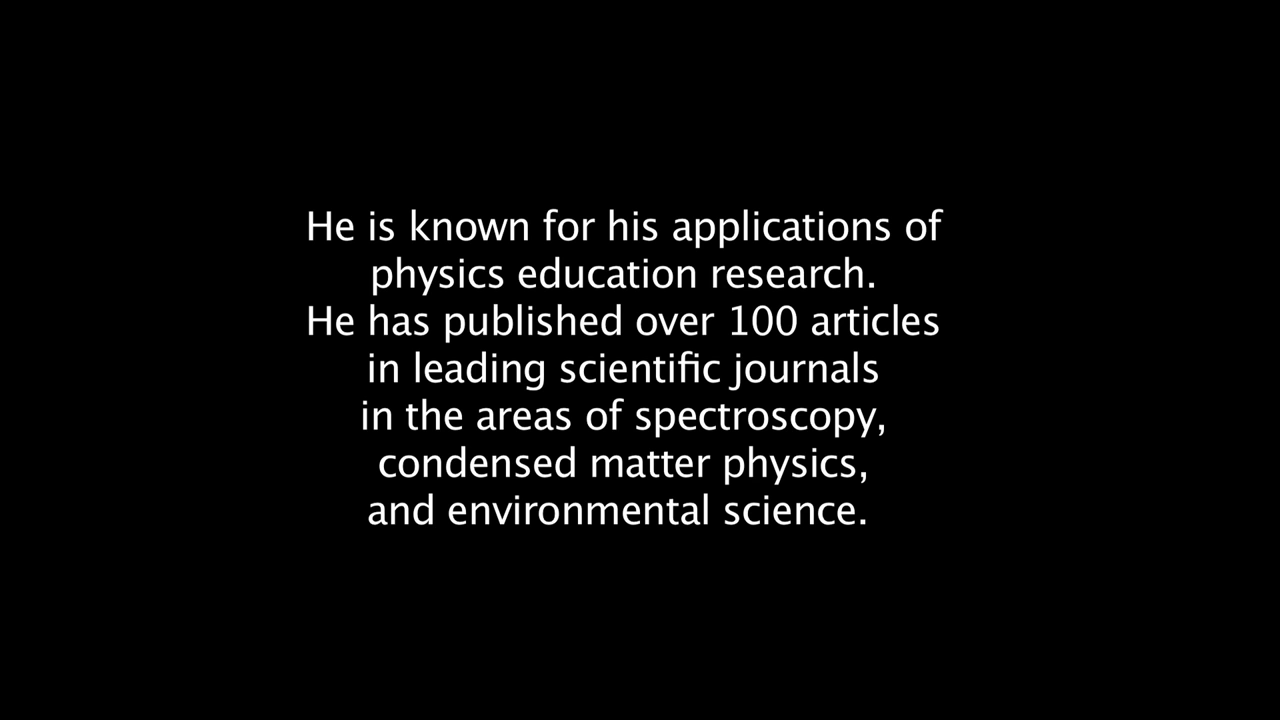 He is known for his applications of
physics education research.
He has published over 100 articles
in leading scientific journals
in the areas of spectroscopy,
condensed matter physics,
and environmental science.